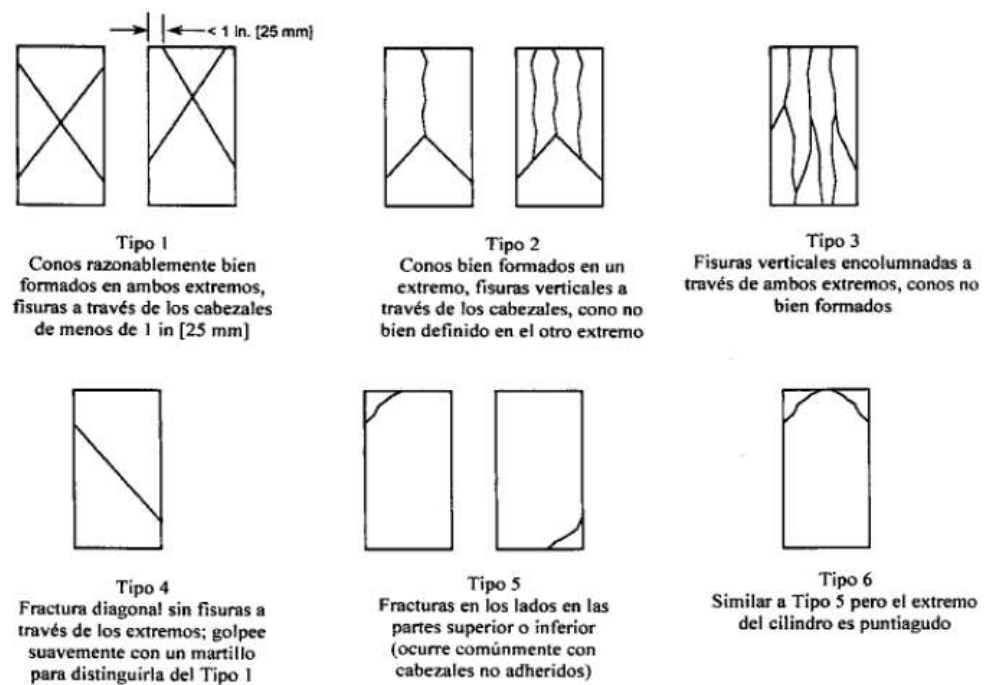 < 1 in. [25 mm]
Tipo 1
Conos razonablemente bien
formados en ambos extremos,
fisuras a través de los cabezales
de menos de 1 in [25 mm]
Tipo 2
Conos bien formados en un
extremo, fisuras verticales a
través de los cabezales, cono no
bien definido en el otro extremo
Tipo 3
Fisuras verticales encolumnadas a
través de ambos extremos, conos no
bien formados
Tipo 4
Fractura diagonal sin fisuras a
través de los extremos; golpee
suavemente con un martillo
para distinguirla del Tipo 1
Tipo 5
Fracturas en los lados en las
partes superior o inferior
(ocurre comúnmente con
cabezales no adheridos)
Tipo 6
Similar a Tipo 5 pero el extremo
del cilindro es puntiagudo